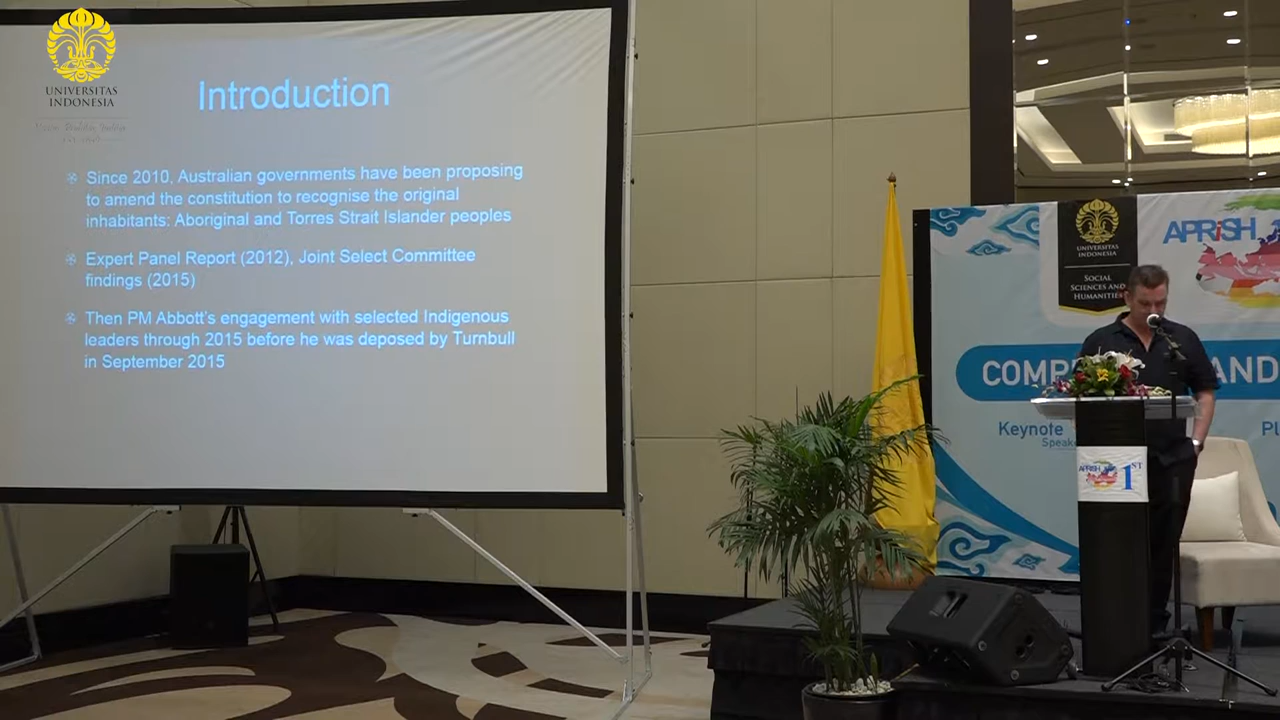 UNIVERSITAS
INDONESIA
Introduction
Since 2010, Australian governments have been proposing
to amend the constitution to recognise the original
inhabitants: Aboriginal and Torres Strait Islander peoples
Expert Panel Report (2012), Joint Select Committee
findings (2015)
Then PM Abbott's engagement with selected Indigenous
leaders through 2015 before he was deposed by Turnbull
in September 2015
UNIVERSITAS
INDONESIA
SOCIAL
SCIENCES AND
HUMANITIES
APRiSH
AND
Keynote
APRISH
1ST